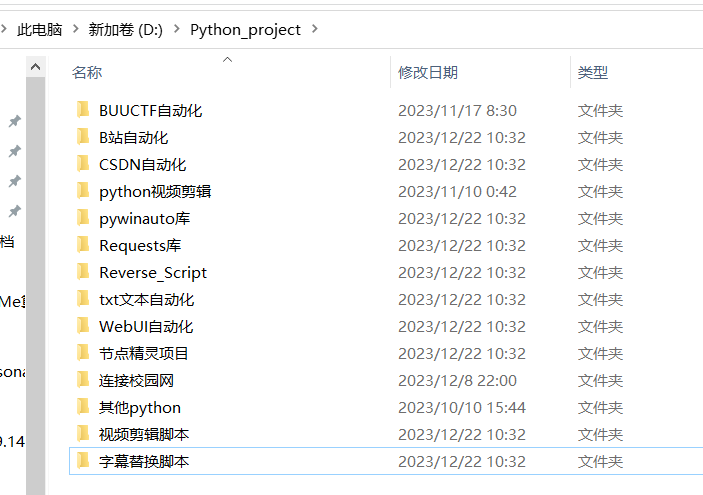 此电脑 新加卷 (D:) Python_project
名称 修改日期 类型
BUUCTF自动化 2023/11/17 8:30 文件夹
B站自动化 2023/12/22 10:32 文件夹
CSDN自动化 2023/12/22 10:32 文件夹
python视频剪辑 2023/11/10 0:42 文件夹
pywinauto库 2023/12/22 10:32 文件夹
Requests库 2023/12/22 10:32 文件夹
档
Reverse_Script 2023/12/22 10:32 文件夹
txt文本自动化 2023/12/22 10:32 文件夹
WebUI自动化 2023/12/22 10:32 文件夹
节点精灵项目 2023/12/22 10:32 文件夹
连接校园网 2023/12/8 22:00 文件夹
其他python 2023/10/10 15:44 文件夹
视频剪辑脚本 2023/12/22 10:32 文件夹
9.14
字幕替换脚本 2023/12/22 10:32 文件夹